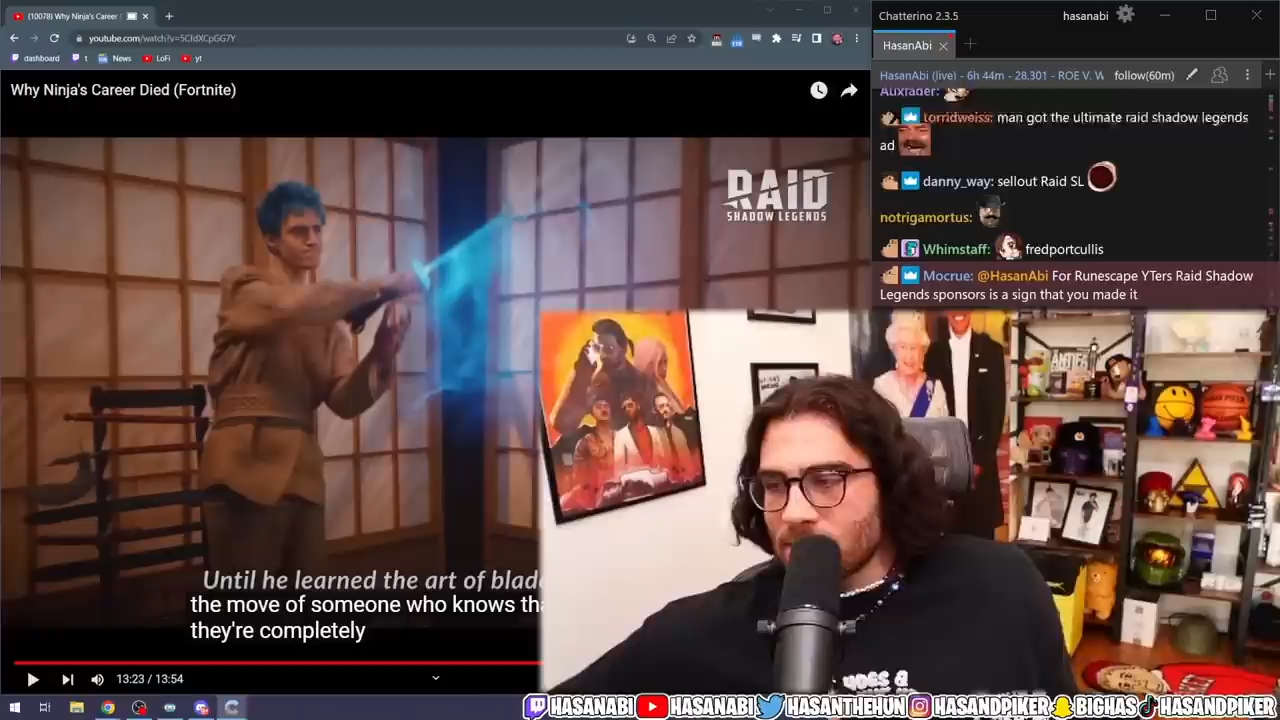 (10078) Why Ninja's Career
youtube.com/watch?v=5CIdXCpGG7Y
dashboard
t
News
LoFi
yt
Why Ninja's Career Died (Fortnite)
RAID
SHADOW LEGENDS
Until he learned the art of blad
the move of someone who knows tha
they're completely
13:23 / 13:54
Chatterino 2.3.5
hasanabi
HasanAbi
HasanAbi (live) - 6h 44m - 28.301 - ROE V. W
follow(60m)
Auxfader:
torridweiss: man got the ultimate raid shadow legends
ad
danny_way: sellout Raid SL
notrigamortus:
Whimstaff: fredportcullis
Mocrue: @HasanAbi For Runescape YTers Raid Shadow
Legends sponsors is a sign that you made it
ANTIFA
HASANABI HASANABI HASANTHEHUN HASANDPIKER BIGHAS HASANDPIKER